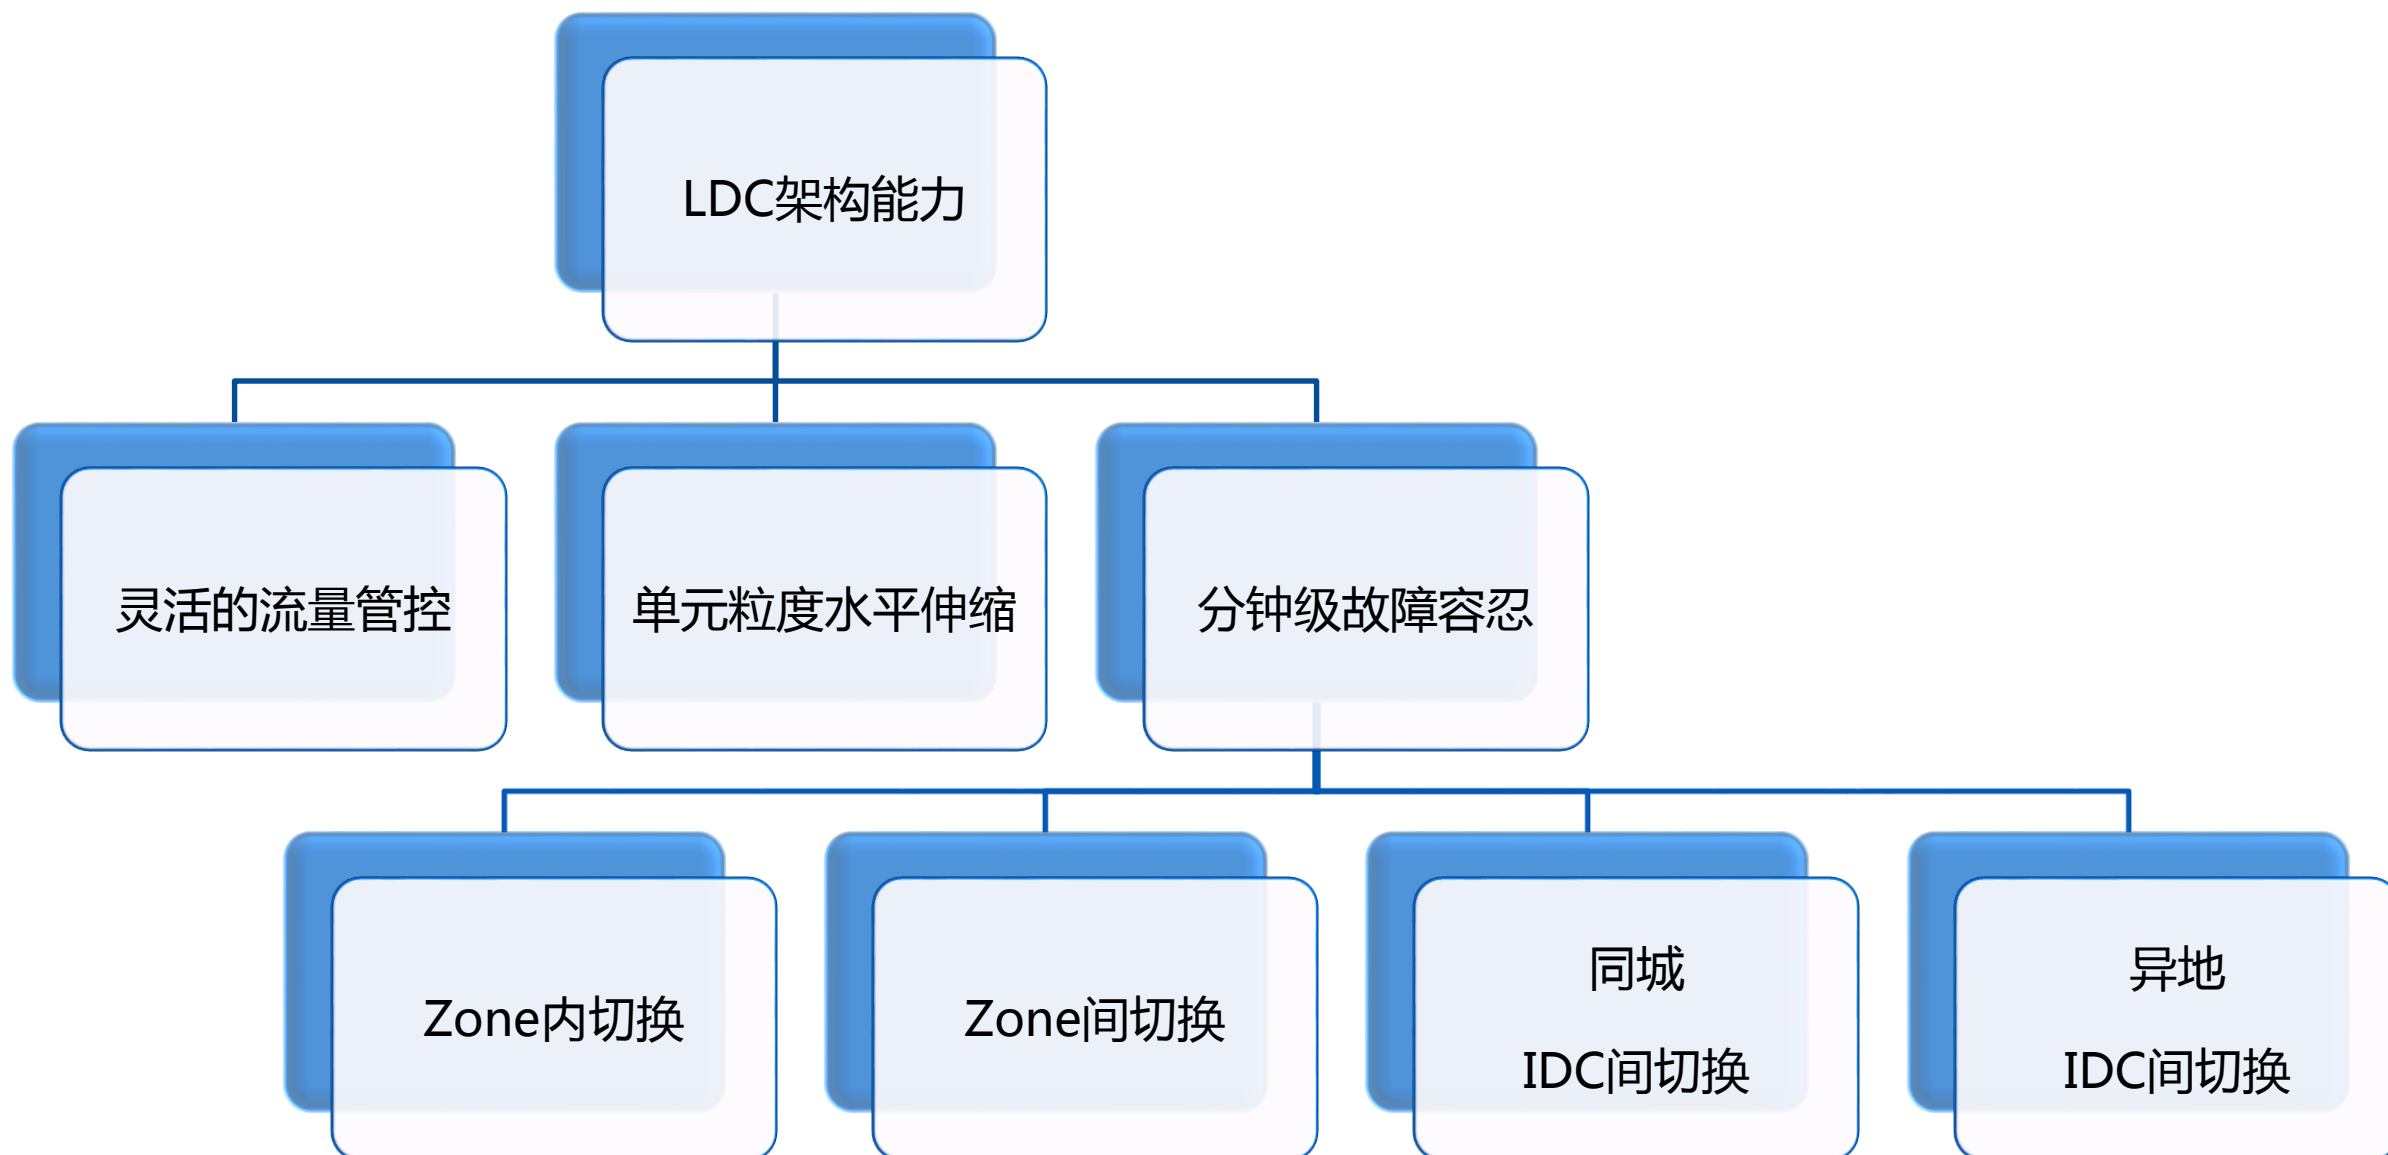 LDC架构能力
灵活的流量管控
单元粒度水平伸缩
分钟级故障容忍
Zone内切换
Zone间切换
同城
IDC间切换
异地
IDC间切换